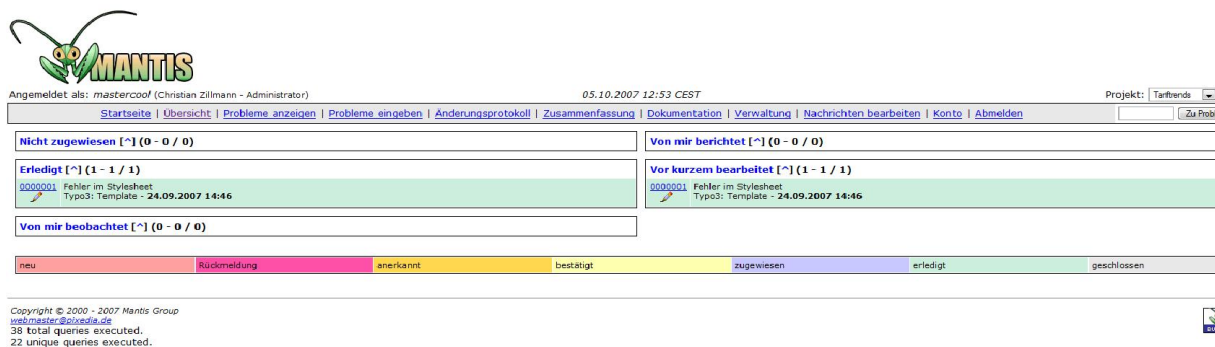 MANTIS
Angemeldet als: mastercool (Christian Zillmann - Administrator) 05.10.2007 12:53 CEST Projekt: Tariftrends
Startseite | Übersicht | Probleme anzeigen | Probleme eingeben | Änderungsprotokoll | Zusammenfassung | Dokumentation | Verwaltung | Nachrichten bearbeiten | Konto | Abmelden Zu Prob
Nicht zugewiesen [^] (0 - 0 / 0) Von mir berichtet [^] (0 - 0 / 0)
Erledigt [^] (1 - 1 / 1) Vor kurzem bearbeitet [^] (1 - 1 / 1)
0000001 Fehler im Stylesheet 0000001 Fehler im Stylesheet
Typo3: Template - 24.09.2007 14:46 Typo3: Template - 24.09.2007 14:46
Von mir beobachtet [^] (0 - 0 / 0)
neu Rückmeldung anerkannt bestätigt zugewiesen erledigt geschlossen
Copyright © 2000 - 2007 Mantis Group
webmaster@pixedia.de
38 total queries executed.
22 unique queries executed.